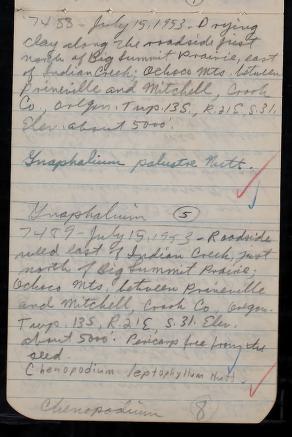 7488 - July 15, 1953 - Drying
clay along the roadside just
north of Big Summit Prairie, east
of Indian Creek; Ochoco Mts. between
Prineville and Mitchell, Crook
Co., Oregon. Twp. 13S, R. 21E, S. 31.
Elev. about 5000'.
Gnaphalium palustre Nutt.
Gnaphalium 5
7489 - July 15, 1953 - Roadside
weed east of Indian Creek, just
north of Big Summit Prairie;
Ochoco Mts. between Prineville
and Mitchell, Crook Co., Oregon.
Twp. 13S, R. 21E, S. 31. Elev.
about 5000'. Pericarp free from the
seed.
Chenopodium leptophyllum Nutt.
Chenopodium 8